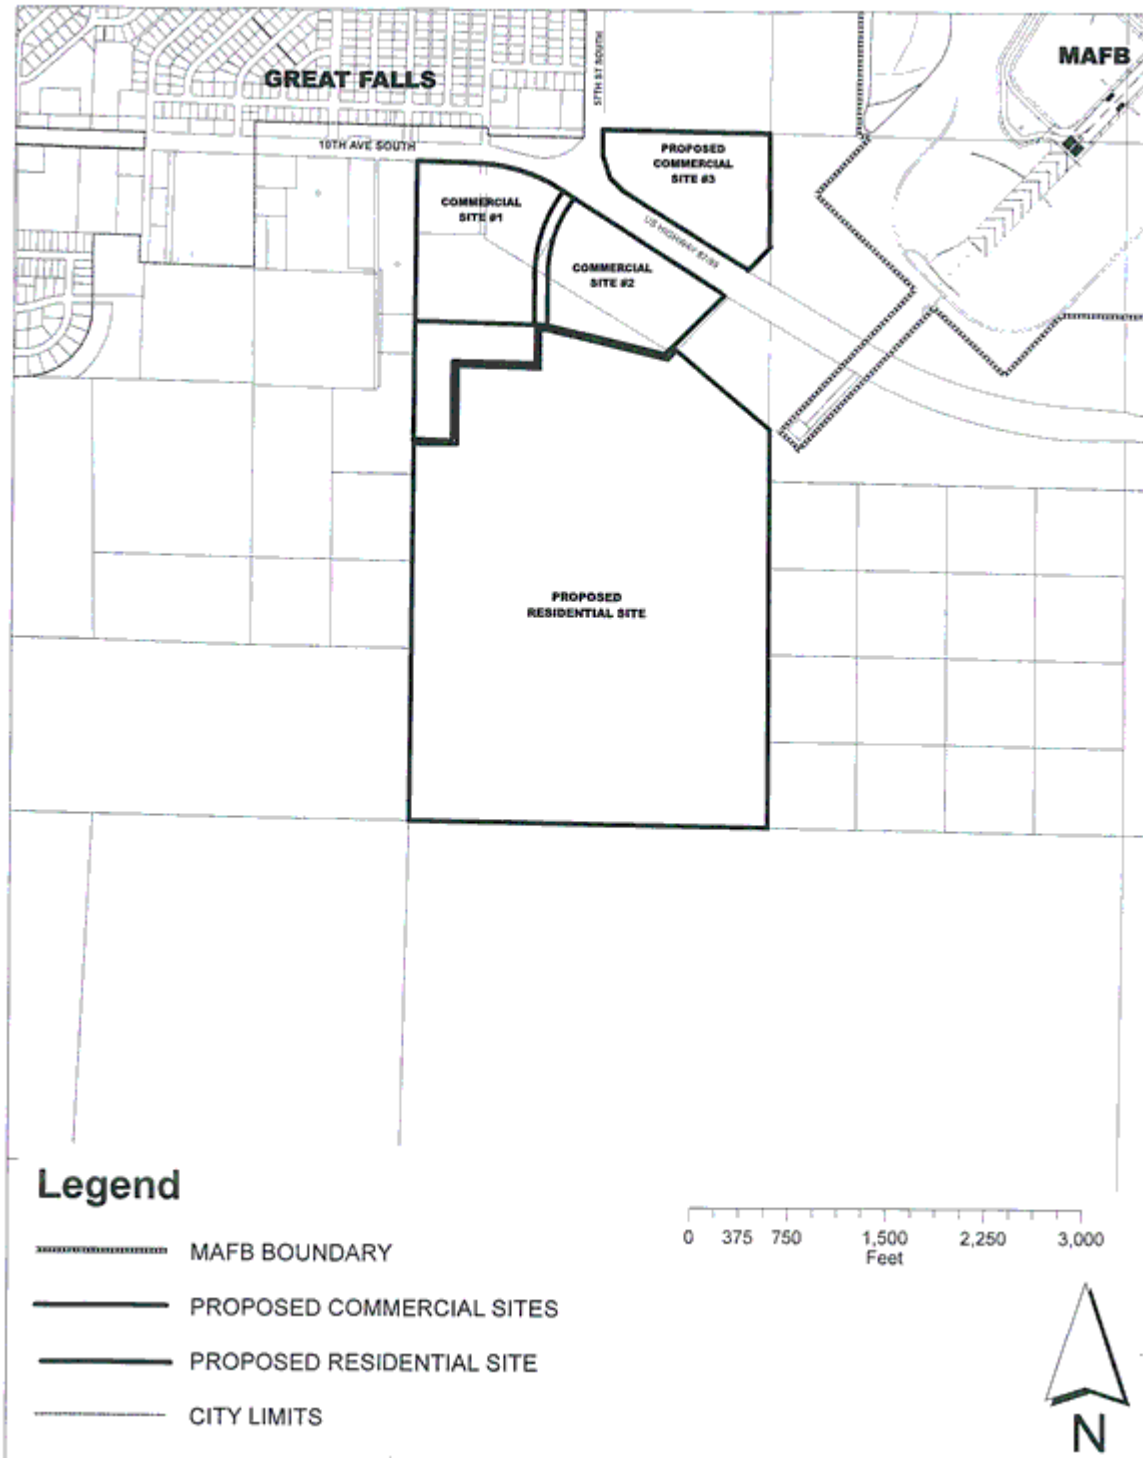 GREAT FALLS
57TH ST SOUTH
MAFB
10TH AVE SOUTH
PROPOSED
COMMERCIAL
SITE #3
COMMERCIAL
SITE #1
US HIGHWAY 87/89
COMMERCIAL
SITE #2
PROPOSED
RESIDENTIAL SITE
Legend
MAFB BOUNDARY
PROPOSED COMMERCIAL SITES
PROPOSED RESIDENTIAL SITE
CITY LIMITS
0 375 750 1,500 2,250 3,000
Feet
N